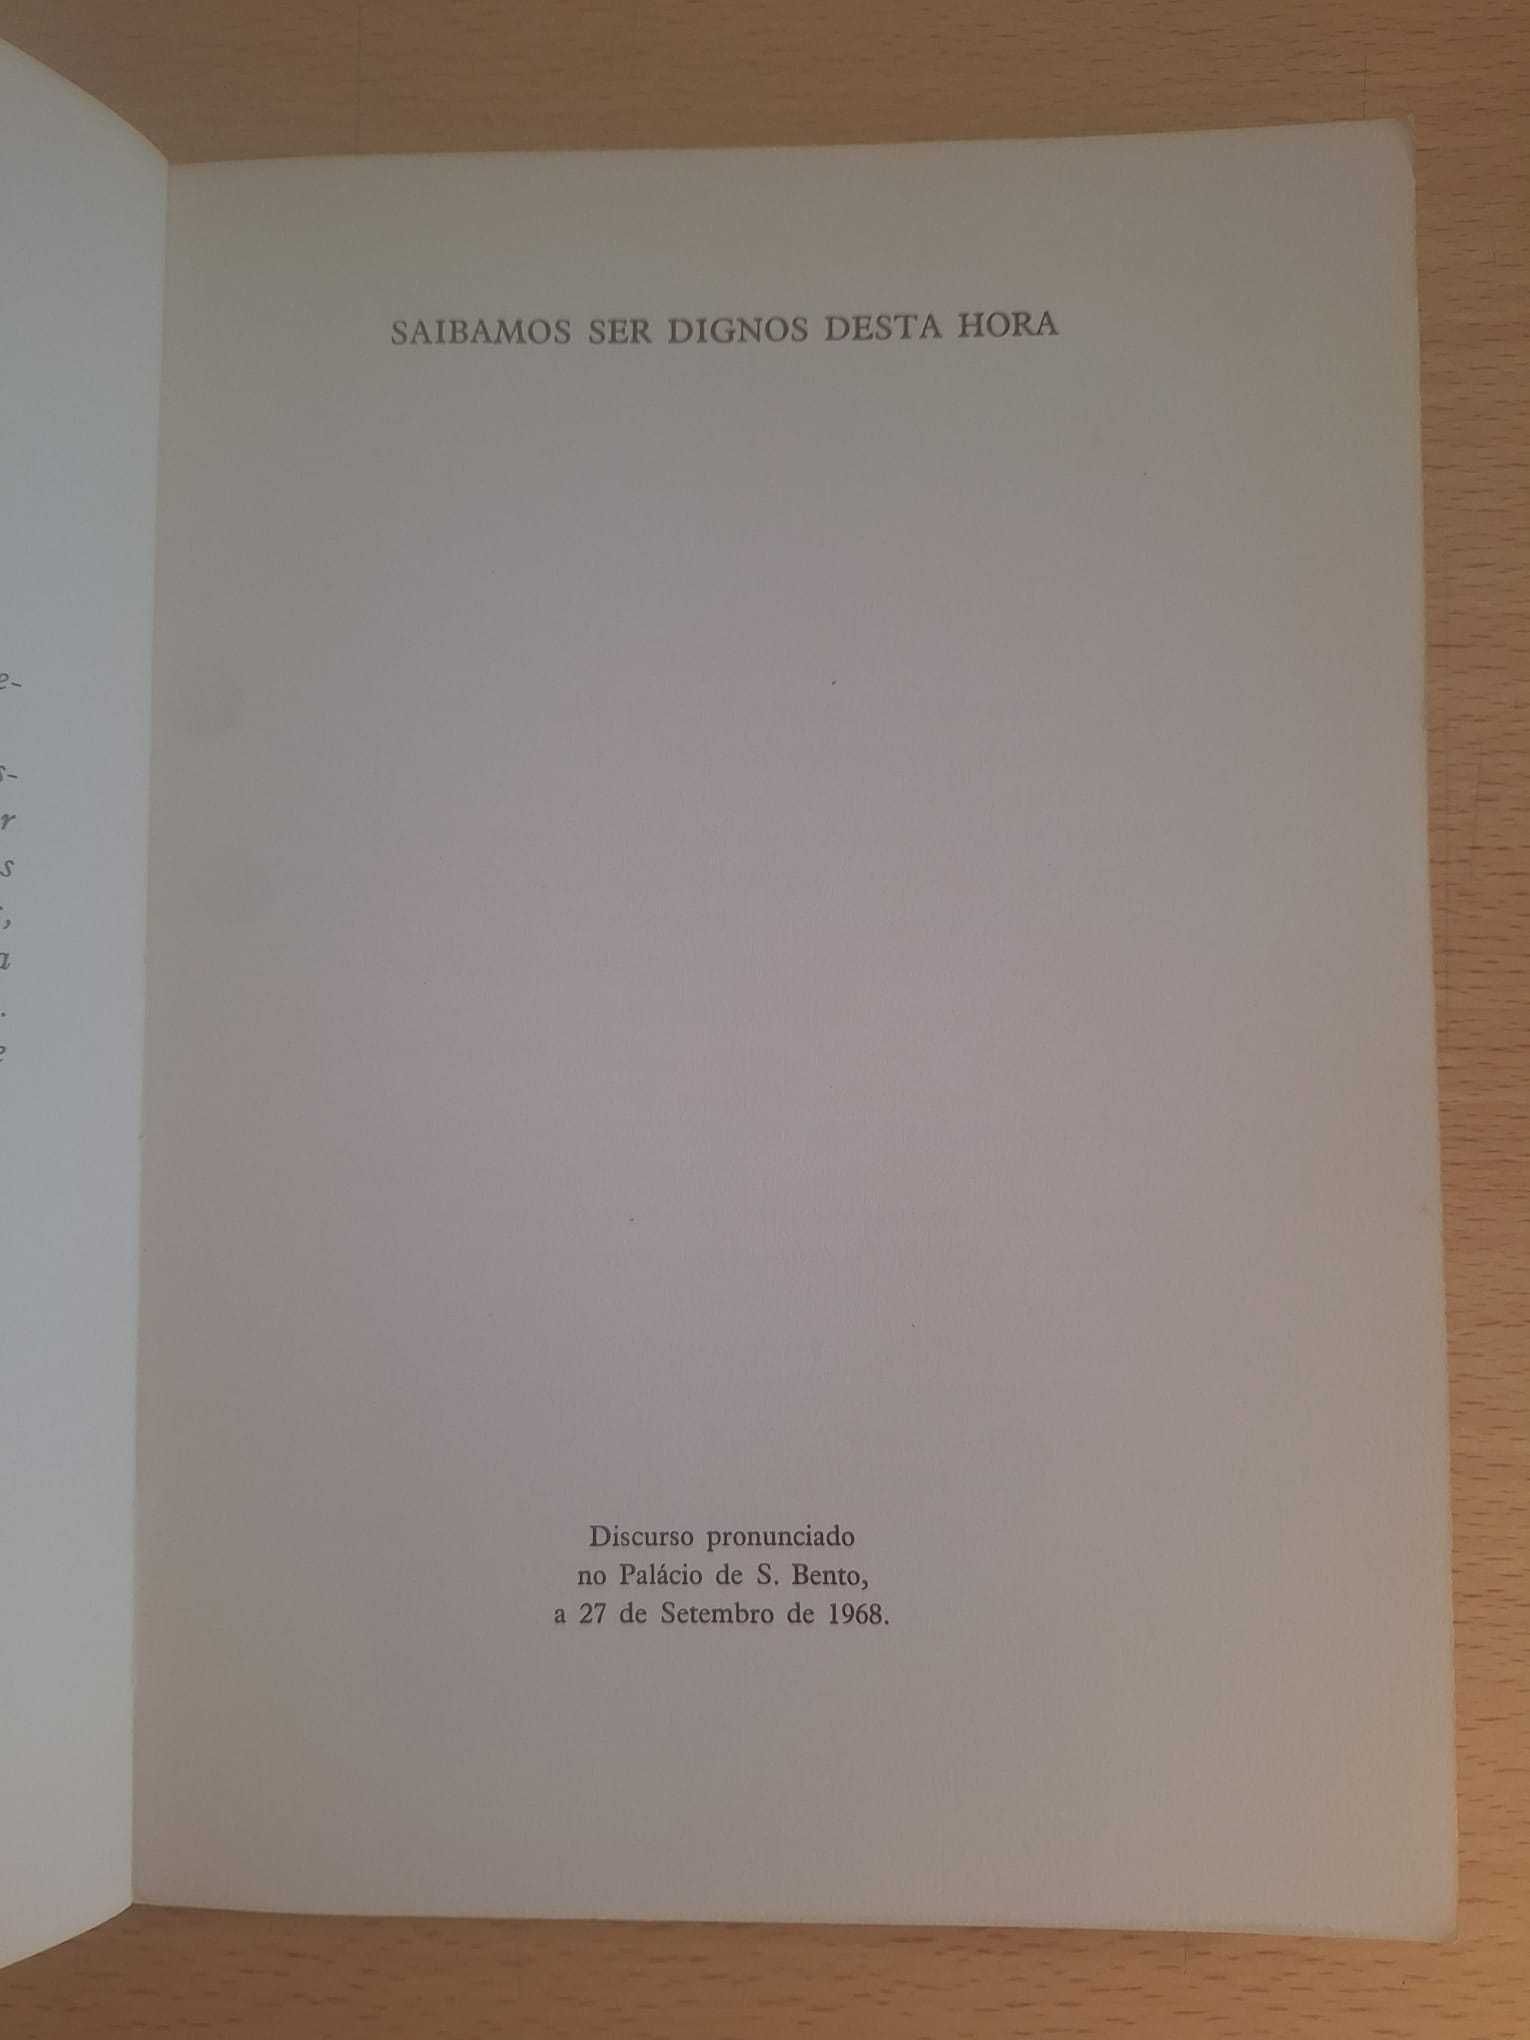 SAIBAMOS SER DIGNOS DESTA HORA
Discurso pronunciado
no Palácio de S. Bento,
a 27 de Setembro de 1968.